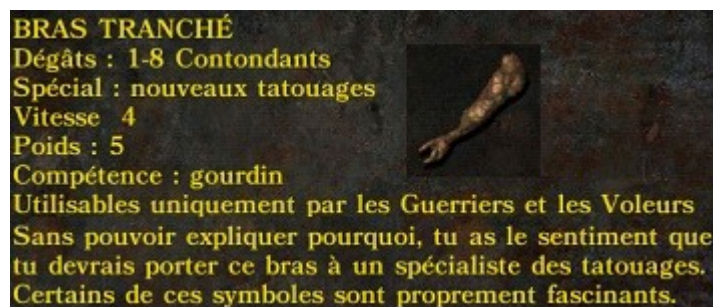 BRAS TRANCHÉ
Dégâts : 1-8 Contondants
Spécial : nouveaux tatouages
Vitesse 4
Poids : 5
Compétence : gourdin
Utilisables uniquement par les Guerriers et les Voleurs
Sans pouvoir expliquer pourquoi, tu as le sentiment que
tu devrais porter ce bras à un spécialiste des tatouages.
Certains de ces symboles sont proprement fascinants.